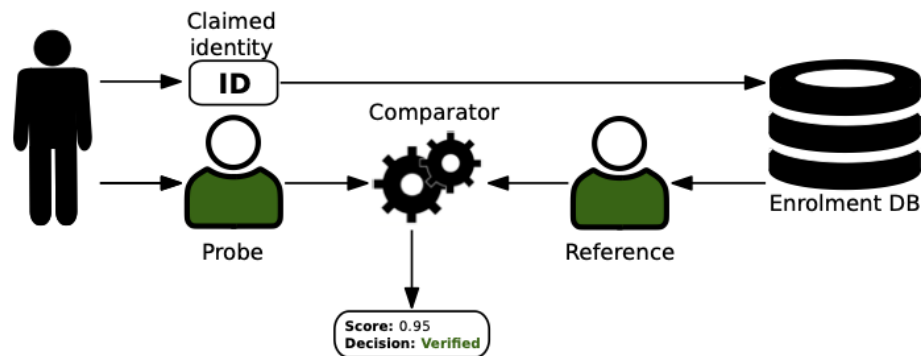 Claimed
identity
ID
Comparator
Enrolment DB
Probe
Reference
Score: 0.95
Decision: Verified